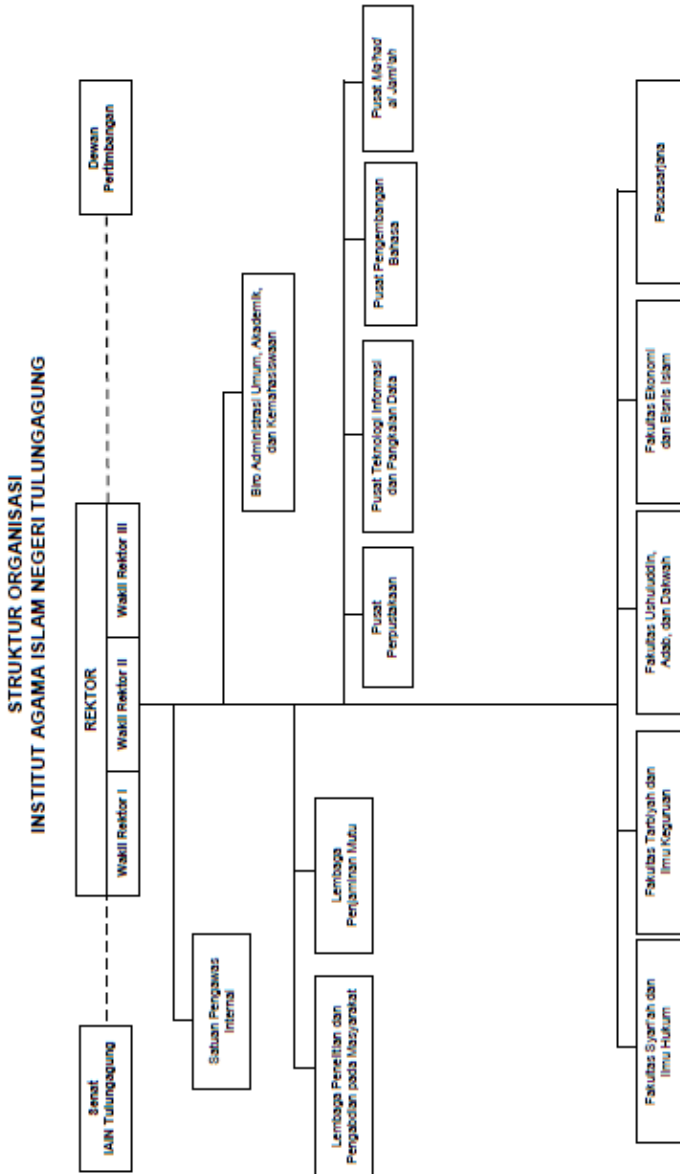 STRUKTUR ORGANISASI
INSTITUT AGAMA ISLAM NEGERI TULUNGAGUNG
Senat
IAIN Tulungagung
REKTOR
Wakil Rektor I
Wakil Rektor II
Wakil Rektor III
Dewan
Pertimbangan
Satuan Pengawas
Internal
Biro Administrasi Umum, Akademik,
dan Kemahasiswaan
Lembaga Penelitian dan
Pengabdian pada Masyarakat
Lembaga
Penjaminan Mutu
Pusat
Perpustakaan
Pusat Teknologi Informasi
dan Pangkalan Data
Pusat Pengembangan
Bahasa
Pusat Ma'had
al Jami'ah
Fakultas Syari'ah dan
Ilmu Hukum
Fakultas Tarbiyah dan
Ilmu Keguruan
Fakultas Ushuluddin,
Adab, dan Dakwah
Fakultas Ekonomi
dan Bisnis Islam
Pascasarjana